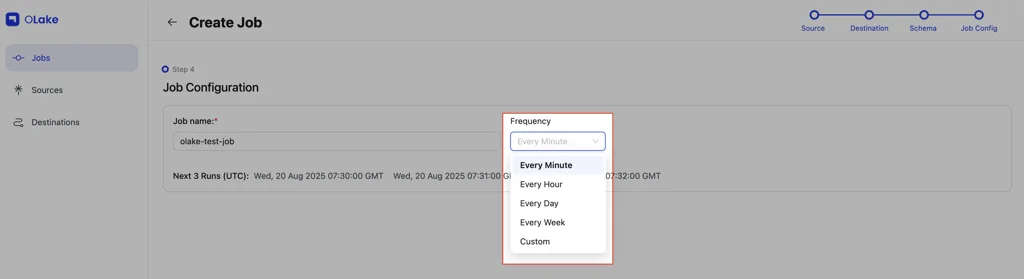 OLake
Create Job
Source
Destination
Schema
Job Config
Jobs
Sources
Destinations
Step 4
Job Configuration
Job name:*
Frequency
olake-test-job
Every Minute
Next 3 Runs (UTC): Wed, 20 Aug 2025 07:30:00 GMT Wed, 20 Aug 2025 07:31:00 07:32:00 GMT
Every Minute
Every Hour
Every Day
Every Week
Custom